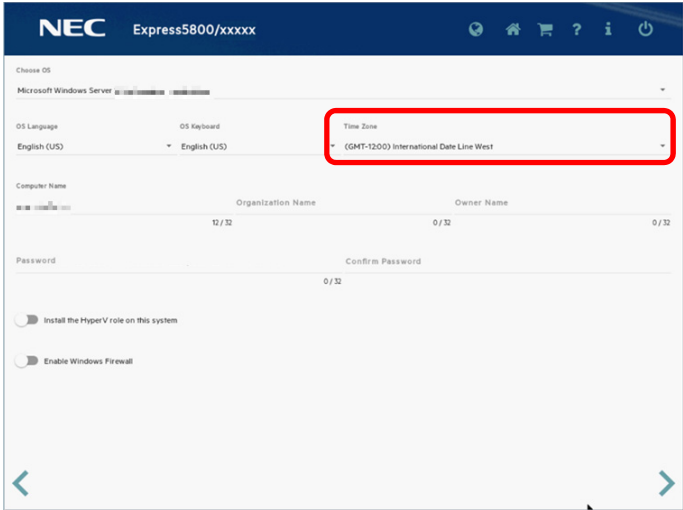 NEC Express5800/xxxxx ? i
Choose OS
Microsoft Windows Server
OS Language OS Keyboard Time Zone
English (US) English (US) (GMT-12:00) International Date Line West
Computer Name
Organization Name Owner Name
12 / 32 0 / 32 0 / 32
Password Confirm Password
0 / 32
Install the HyperV role on this system
Enable Windows Firewall